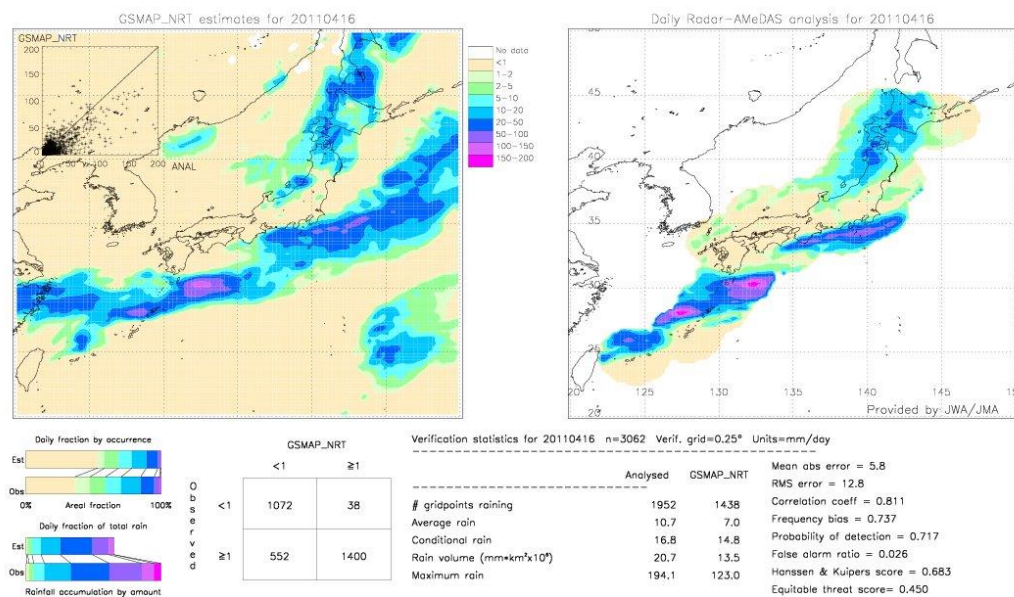 GSMAP_NRT estimates for 20110416
GSMAP_NRT
200
150
100
50
0
0 50 100 150 200
ANAL
No data
<1
1-2
2-5
5-10
10-20
20-50
50-100
100-150
150-200
Daily Radar-AMeDAS analysis for 20110416
45
40
35
30
25
20
20 125 130 135 140 145
Provided by JWA/JMA
Daily fraction by occurrence
Est
Obs
0% Areal fraction 100%
Daily fraction of total rain
Est
Obs
Rainfall accumulation by amount
GSMAP_NRT
<1 ≥1
Observed
<1 1072 38
≥1 552 1400
Verification statistics for 20110416 n=3062 Verif. grid=0.25° Units=mm/day
Analysed GSMAP_NRT
# gridpoints raining 1952 1438
Average rain 10.7 7.0
Conditional rain 16.8 14.8
Rain volume (mm*km²x10⁶) 20.7 13.5
Maximum rain 194.1 123.0
Mean abs error = 5.8
RMS error = 12.8
Correlation coeff = 0.811
Frequency bias = 0.737
Probability of detection = 0.717
False alarm ratio = 0.026
Hanssen & Kuipers score = 0.683
Equitable threat score= 0.450